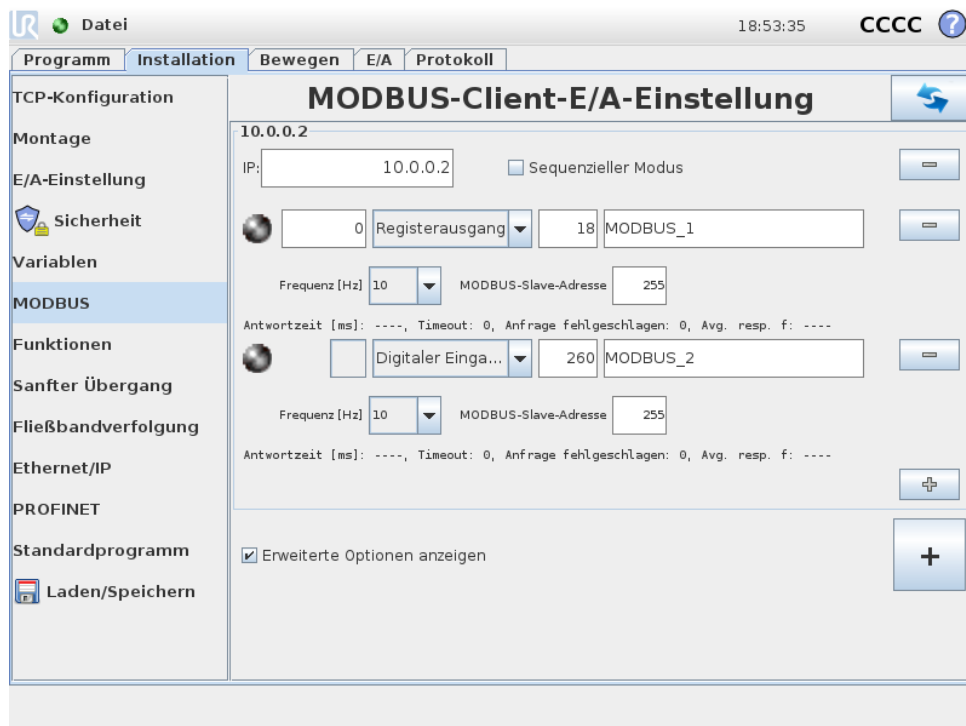 UR Datei 18:53:35 CCCC ?
Programm Installation Bewegen E/A Protokoll
TCP-Konfiguration
Montage
E/A-Einstellung
Sicherheit
Variablen
MODBUS
Funktionen
Sanfter Übergang
Fließbandverfolgung
Ethernet/IP
PROFINET
Standardprogramm
Laden/Speichern
MODBUS-Client-E/A-Einstellung
10.0.0.2
IP: 10.0.0.2 Sequenzieller Modus
0 Registerausgang 18 MODBUS_1
Frequenz [Hz] 10 MODBUS-Slave-Adresse 255
Antwortzeit [ms]: ----, Timeout: 0, Anfrage fehlgeschlagen: 0, Avg. resp. f: ----
Digitaler Einga... 260 MODBUS_2
Frequenz [Hz] 10 MODBUS-Slave-Adresse 255
Antwortzeit [ms]: ----, Timeout: 0, Anfrage fehlgeschlagen: 0, Avg. resp. f: ----
Erweiterte Optionen anzeigen
+